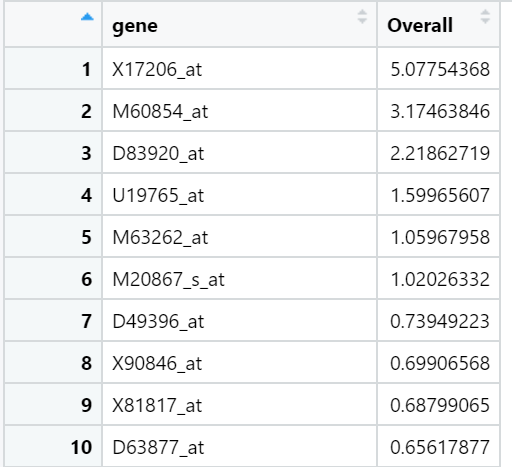 gene Overall
1 X17206_at 5.07754368
2 M60854_at 3.17463846
3 D83920_at 2.21862719
4 U19765_at 1.59965607
5 M63262_at 1.05967958
6 M20867_s_at 1.02026332
7 D49396_at 0.73949223
8 X90846_at 0.69906568
9 X81817_at 0.68799065
10 D63877_at 0.65617877